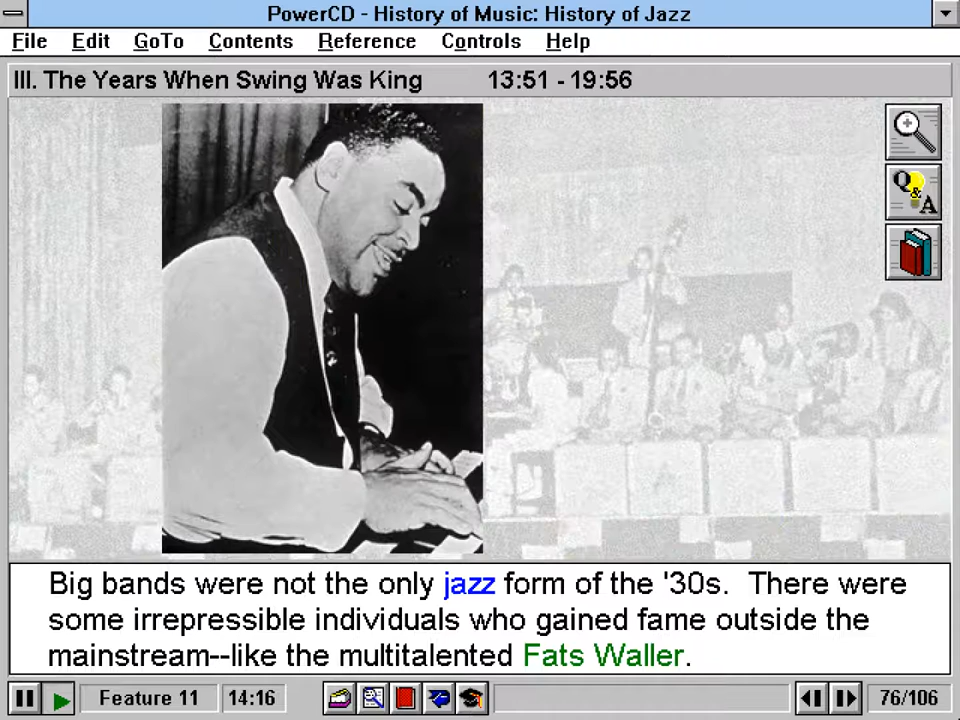 PowerCD - History of Music: History of Jazz
File Edit GoTo Contents Reference Controls Help
III. The Years When Swing Was King 13:51 - 19:56
Q & A
Big bands were not the only jazz form of the '30s. There were
some irrepressible individuals who gained fame outside the
mainstream--like the multitalented Fats Waller.
Feature 11 14:16 76/106